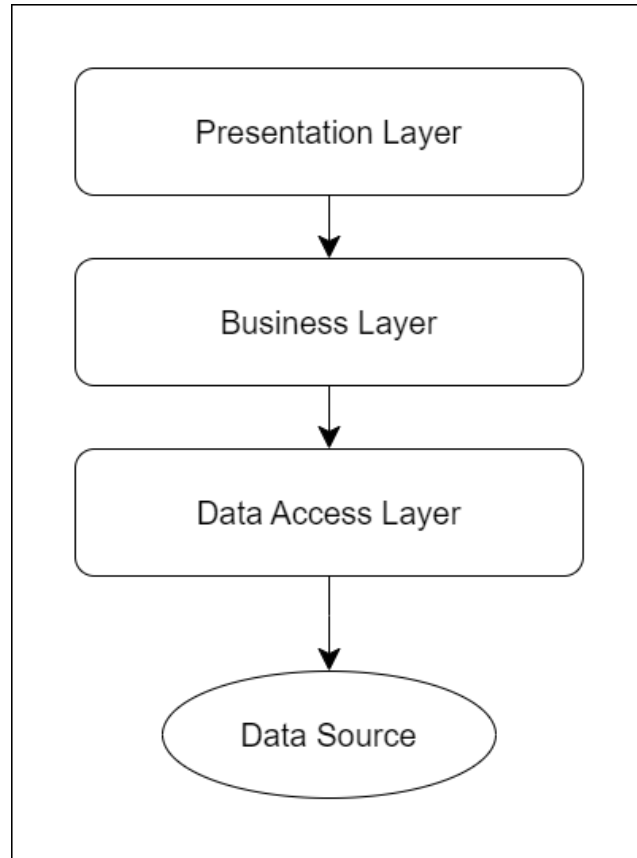 Presentation Layer
Business Layer
Data Access Layer
Data Source